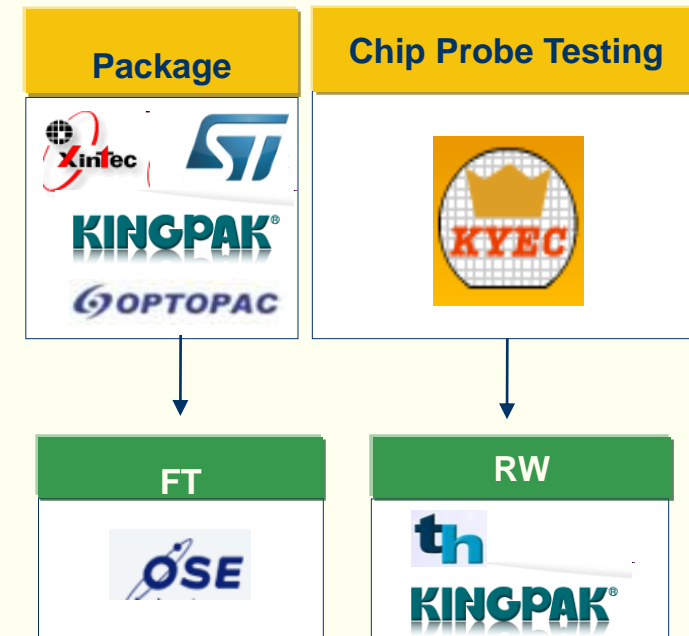 Package
Chip Probe Testing
XinTec
ST
KINGPAK®
OPTOPAC
KYEC
FT
RW
OSE
th
KINGPAK®